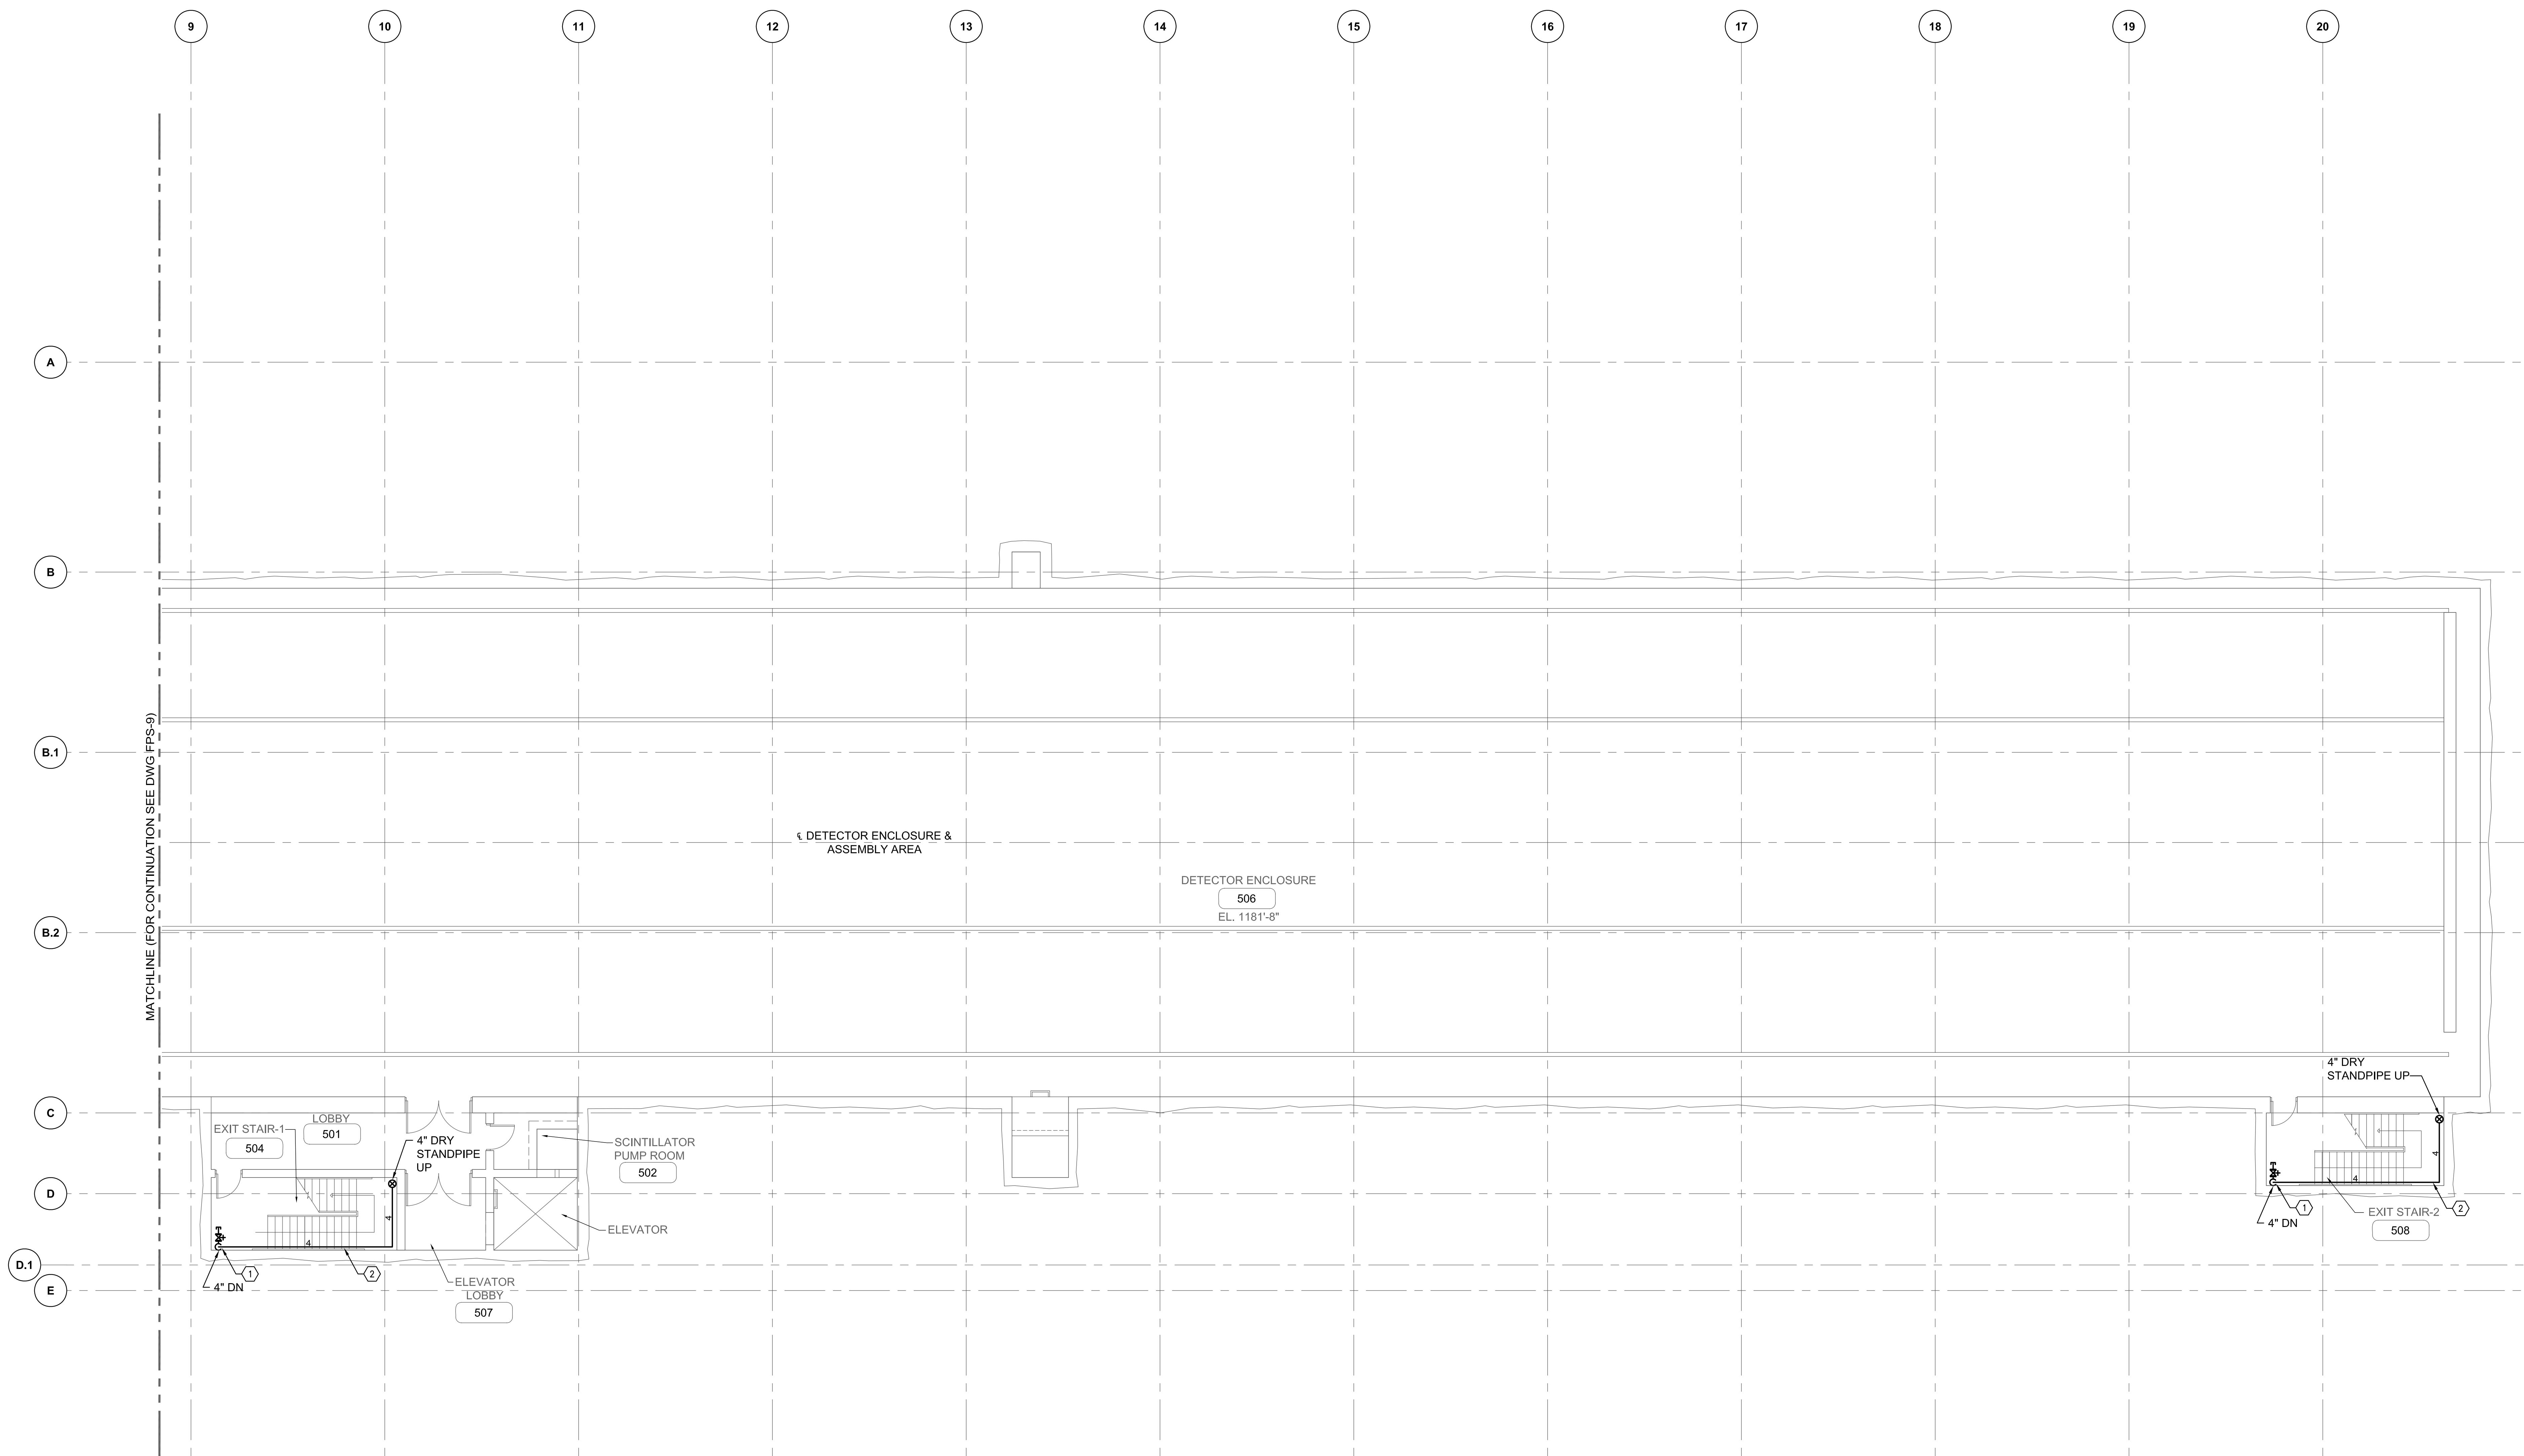 9
10
11
12
13
14
15
16
17
18
19
20
A
B
B.1
B.2
C
D
D.1
E
MATCHLINE (FOR CONTINUATION SEE DWG FPS-9)
℄ DETECTOR ENCLOSURE &
ASSEMBLY AREA
DETECTOR ENCLOSURE
506
EL. 1181'-8"
LOBBY
501
EXIT STAIR-1
504
4" DRY
STANDPIPE
UP
SCINTILLATOR
PUMP ROOM
502
ELEVATOR
4
4
1
2
4" DN
ELEVATOR
LOBBY
507
4" DRY
STANDPIPE UP
4
4
1
2
4" DN
EXIT STAIR-2
508